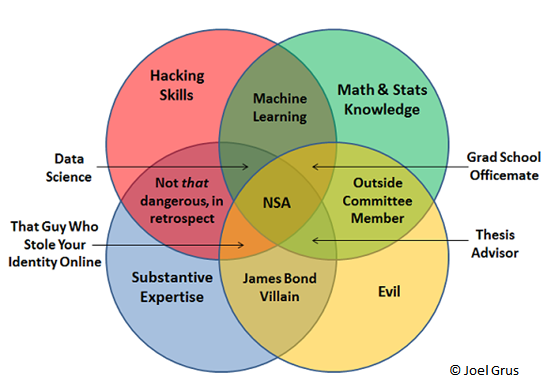 Hacking
Skills
Math & Stats
Knowledge
Machine
Learning
Data
Science
Grad School
Officemate
Not that
dangerous, in
retrospect
NSA
Outside
Committee
Member
That Guy Who
Stole Your
Identity Online
Thesis
Advisor
Substantive
Expertise
James Bond
Villain
Evil
© Joel Grus